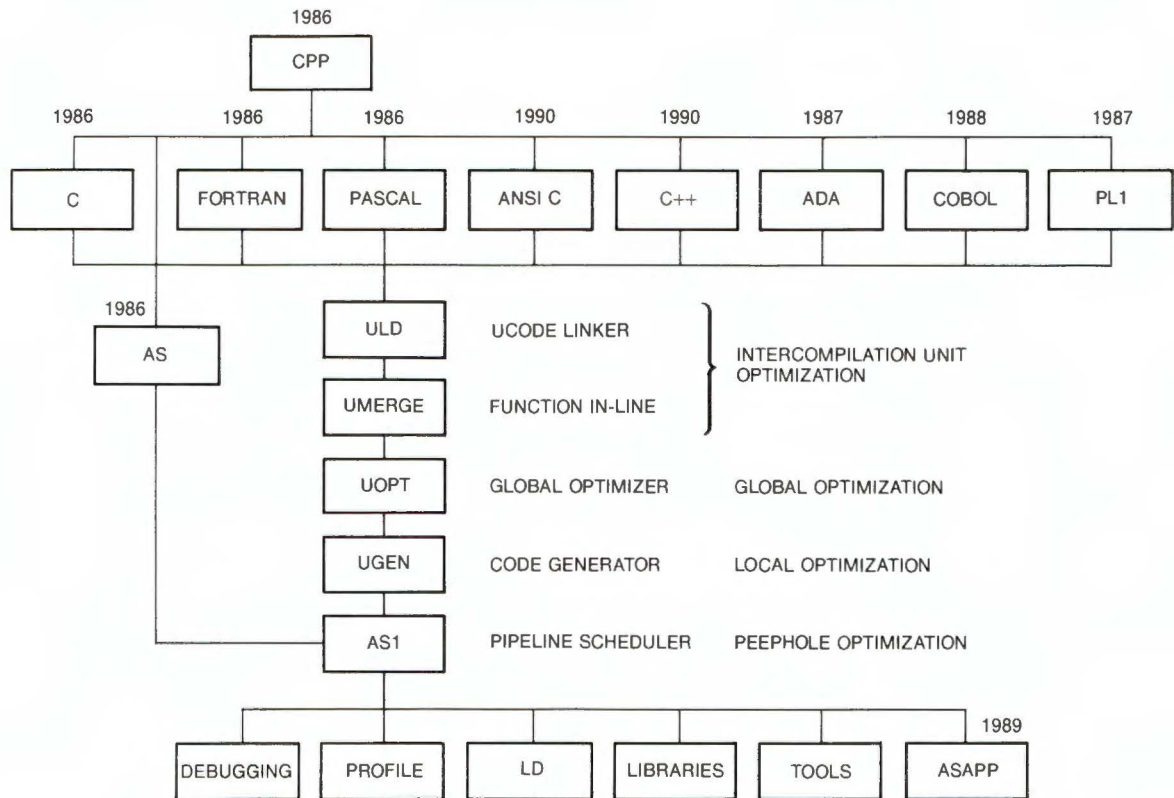 1986
CPP
1986 1986 1986 1990 1990 1987 1988 1987
C FORTRAN PASCAL ANSI C C++ ADA COBOL PL1
1986
AS
ULD UCODE LINKER
INTERCOMPILATION UNIT
OPTIMIZATION
UMERGE FUNCTION IN-LINE
UOPT GLOBAL OPTIMIZER GLOBAL OPTIMIZATION
UGEN CODE GENERATOR LOCAL OPTIMIZATION
AS1 PIPELINE SCHEDULER PEEPHOLE OPTIMIZATION
1989
DEBUGGING PROFILE LD LIBRARIES TOOLS ASAPP